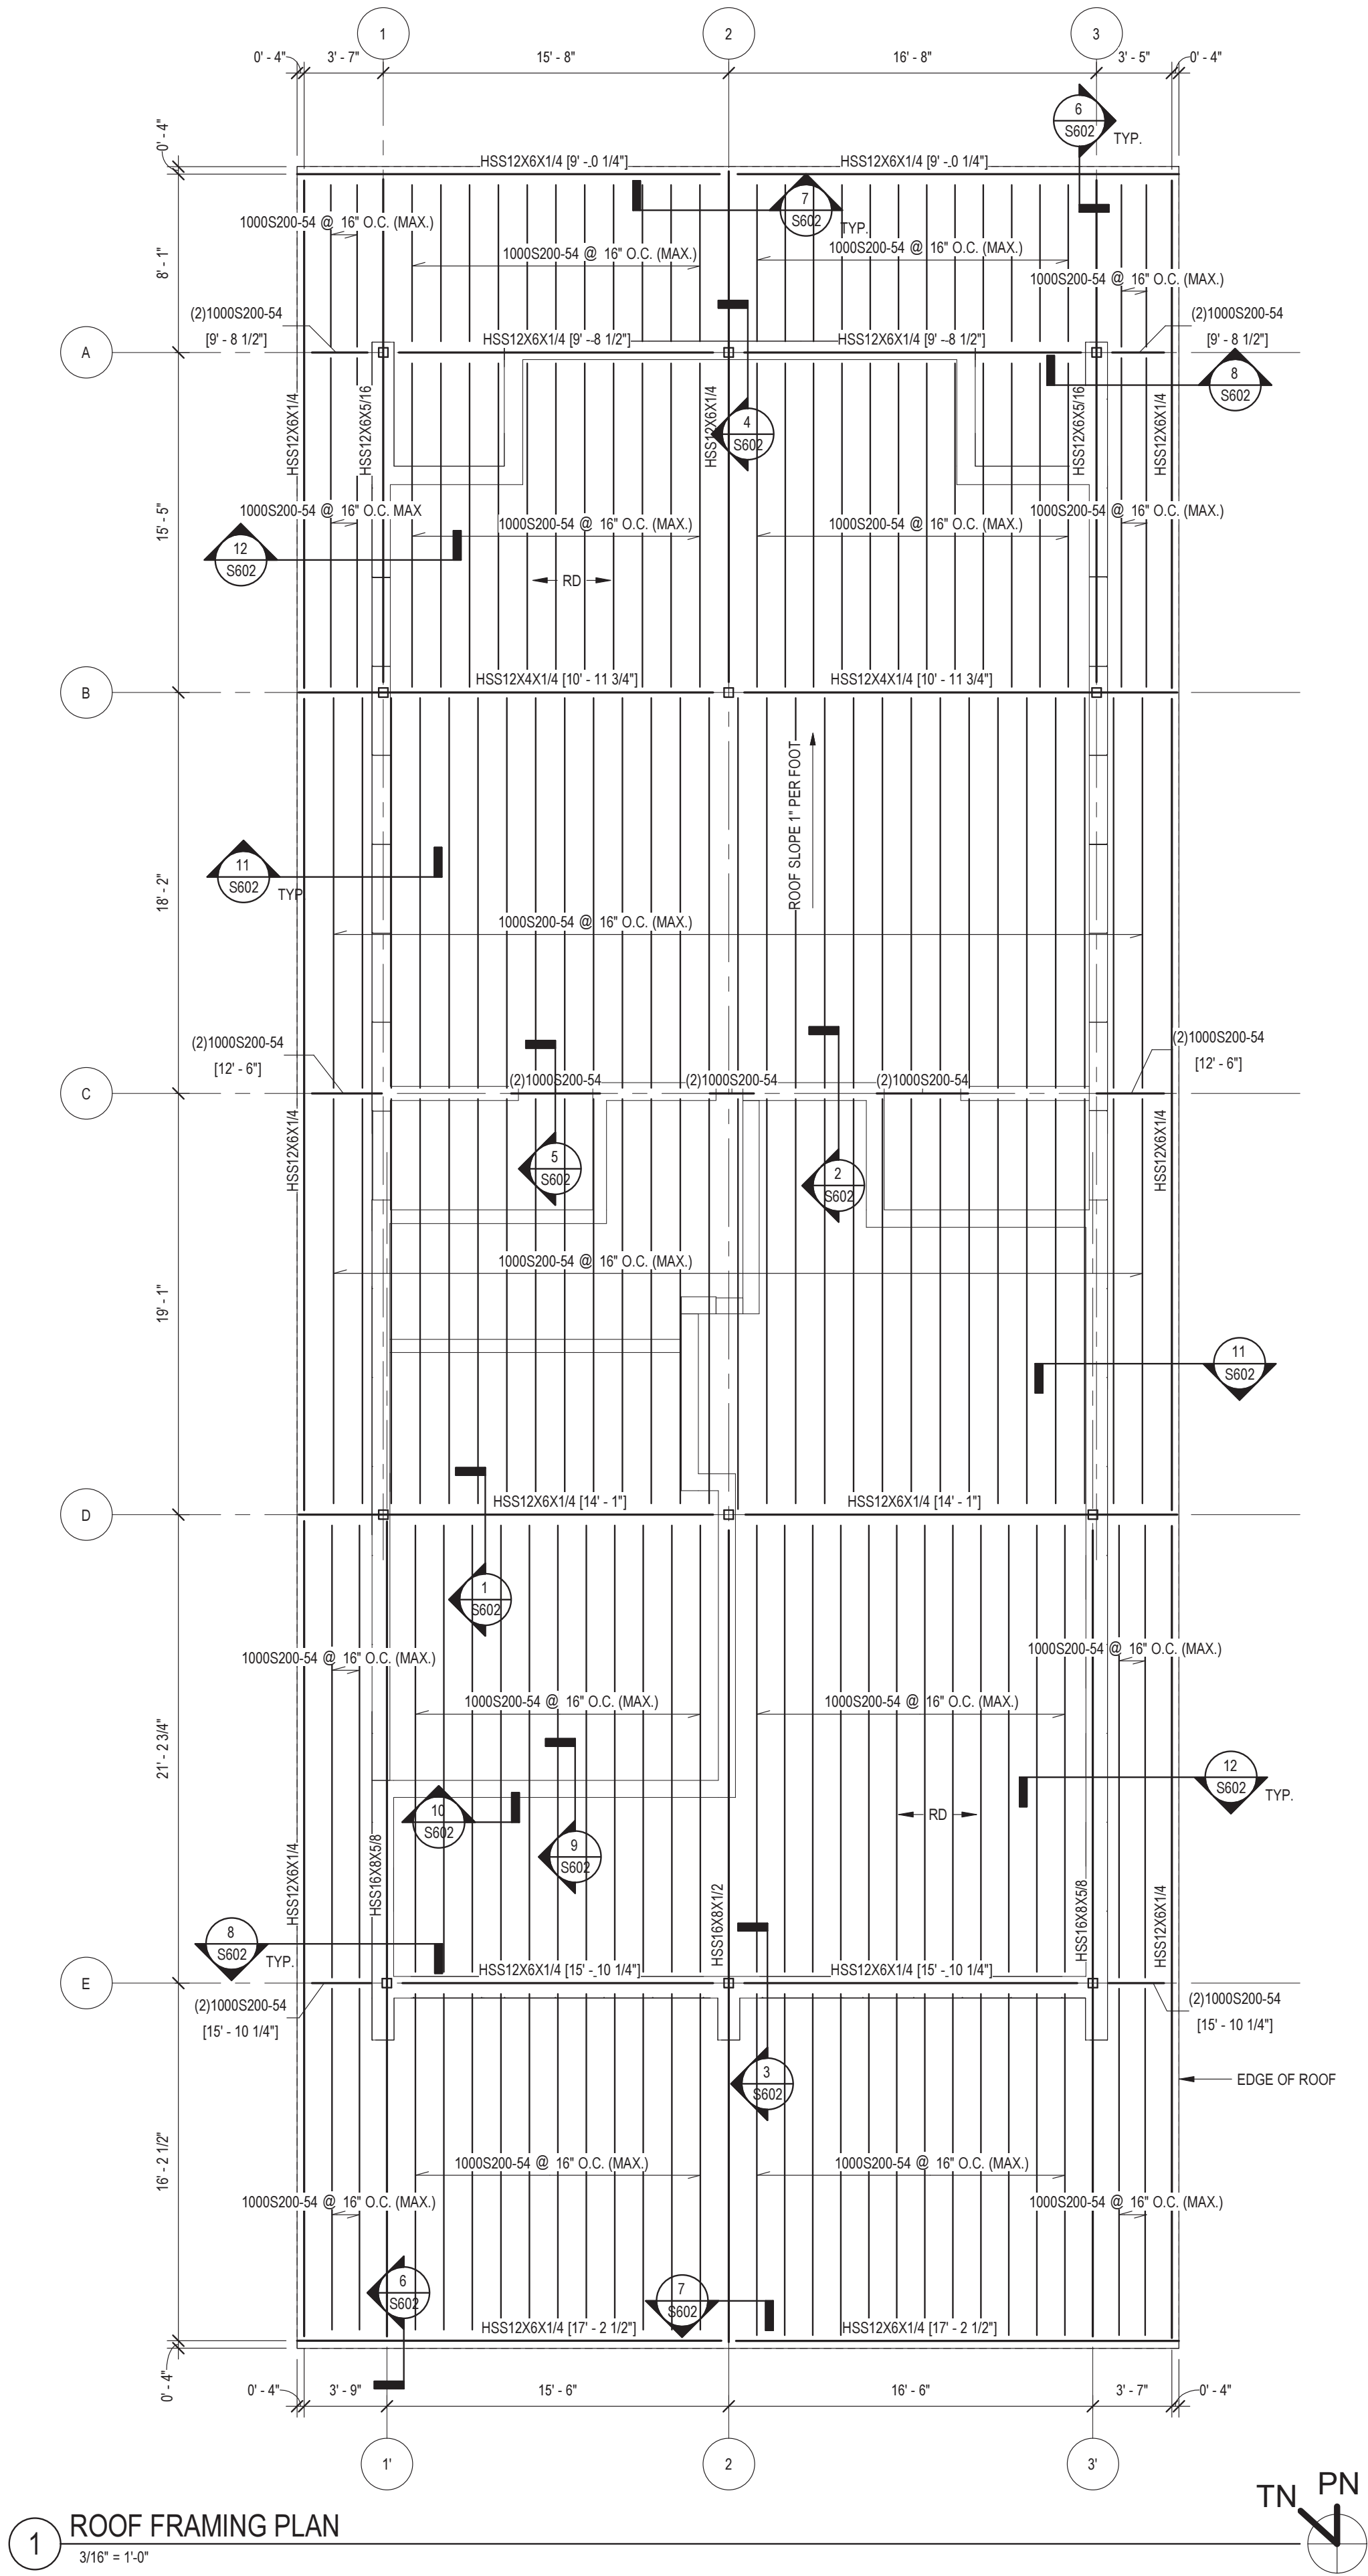 1
2
3
0' - 4"
3' - 7"
15' - 8"
16' - 8"
3' - 5"
0' - 4"
6
S602
TYP.
0' - 4"
HSS12X6X1/4 [9' - 0 1/4"]
HSS12X6X1/4 [9' - 0 1/4"]
7
S602
TYP.
1000S200-54 @ 16" O.C. (MAX.)
1000S200-54 @ 16" O.C. (MAX.)
1000S200-54 @ 16" O.C. (MAX.)
1000S200-54 @ 16" O.C. (MAX.)
8' - 1"
(2)1000S200-54
[9' - 8 1/2"]
HSS12X6X1/4 [9' - 8 1/2"]
HSS12X6X1/4 [9' - 8 1/2"]
(2)1000S200-54
[9' - 8 1/2"]
A
8
S602
HSS12X6X1/4
HSS12X6X5/16
HSS12X6X1/4
HSS12X6X5/16
HSS12X6X1/4
4
S602
15' - 5"
1000S200-54 @ 16" O.C. MAX
1000S200-54 @ 16" O.C. (MAX.)
1000S200-54 @ 16" O.C. (MAX.)
1000S200-54 @ 16" O.C. (MAX.)
12
S602
RD
HSS12X4X1/4 [10' - 11 3/4"]
HSS12X4X1/4 [10' - 11 3/4"]
B
ROOF SLOPE 1" PER FOOT
11
S602
TYP.
18' - 2"
1000S200-54 @ 16" O.C. (MAX.)
(2)1000S200-54
[12' - 6"]
(2)1000S200-54
(2)1000S200-54
(2)1000S200-54
(2)1000S200-54
[12' - 6"]
C
HSS12X6X1/4
HSS12X6X1/4
5
S602
2
S602
1000S200-54 @ 16" O.C. (MAX.)
19' - 1"
11
S602
HSS12X6X1/4 [14' - 1"]
HSS12X6X1/4 [14' - 1"]
D
1
S602
1000S200-54 @ 16" O.C. (MAX.)
1000S200-54 @ 16" O.C. (MAX.)
1000S200-54 @ 16" O.C. (MAX.)
1000S200-54 @ 16" O.C. (MAX.)
21' - 2 3/4"
12
S602
TYP.
10
S602
RD
9
S602
HSS12X6X1/4
HSS16X8X5/8
HSS16X8X1/2
HSS16X8X5/8
HSS12X6X1/4
8
S602
TYP.
HSS12X6X1/4 [15' - 10 1/4"]
HSS12X6X1/4 [15' - 10 1/4"]
E
(2)1000S200-54
[15' - 10 1/4"]
(2)1000S200-54
[15' - 10 1/4"]
3
S602
EDGE OF ROOF
16' - 2 1/2"
1000S200-54 @ 16" O.C. (MAX.)
1000S200-54 @ 16" O.C. (MAX.)
1000S200-54 @ 16" O.C. (MAX.)
1000S200-54 @ 16" O.C. (MAX.)
6
S602
7
S602
HSS12X6X1/4 [17' - 2 1/2"]
HSS12X6X1/4 [17' - 2 1/2"]
0' - 4"
0' - 4"
3' - 9"
15' - 6"
16' - 6"
3' - 7"
0' - 4"
1'
2
3'
TN
PN
1
ROOF FRAMING PLAN
3/16" = 1'-0"